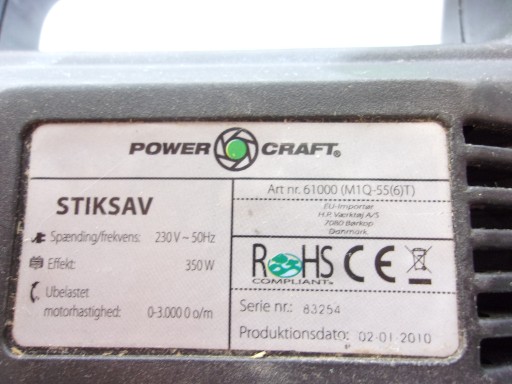 POWER CRAFT®
STIKSAV
Spænding/frekvens: 230 V ~ 50Hz
Effekt: 350 W
Ubelastet
motorhastighed: 0-3.000 0 o/m
Art nr. 61000 (M1Q-55(6)T)
EU-Importør
H.P. Værktøj A/S
7080 Børkop
Danmark
ROHS CE
COMPLIANT
Serie nr.: 83254
Produktionsdato: 02-01-2010